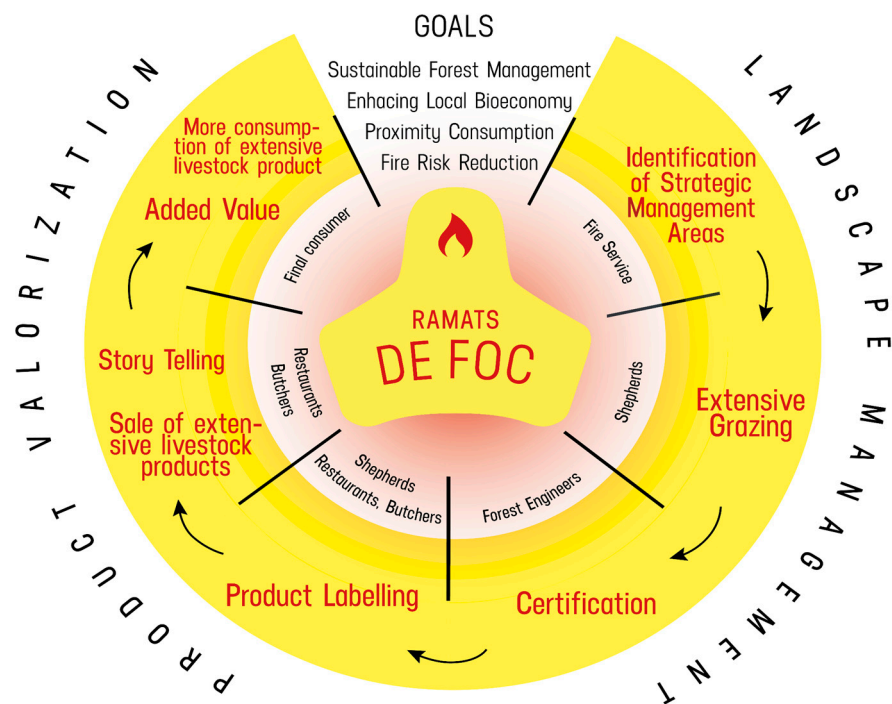 GOALS
Sustainable Forest Management
Enhacing Local Bioeconomy
Proximity Consumption
Fire Risk Reduction
LANDSCAPE MANAGEMENT
Identification
of Strategic
Management
Areas
Fire Service
Extensive
Grazing
Shepherds
Certification
Forest Engineers
Product Labelling
Shepherds
Restaurants, Butchers
PRODUCT VALORIZATION
Sale of exten-
sive livestock
products
Story Telling
Restaurants
Butchers
Added Value
More consump-
tion of extensive
livestock product
Final consumer
RAMATS
DE FOC